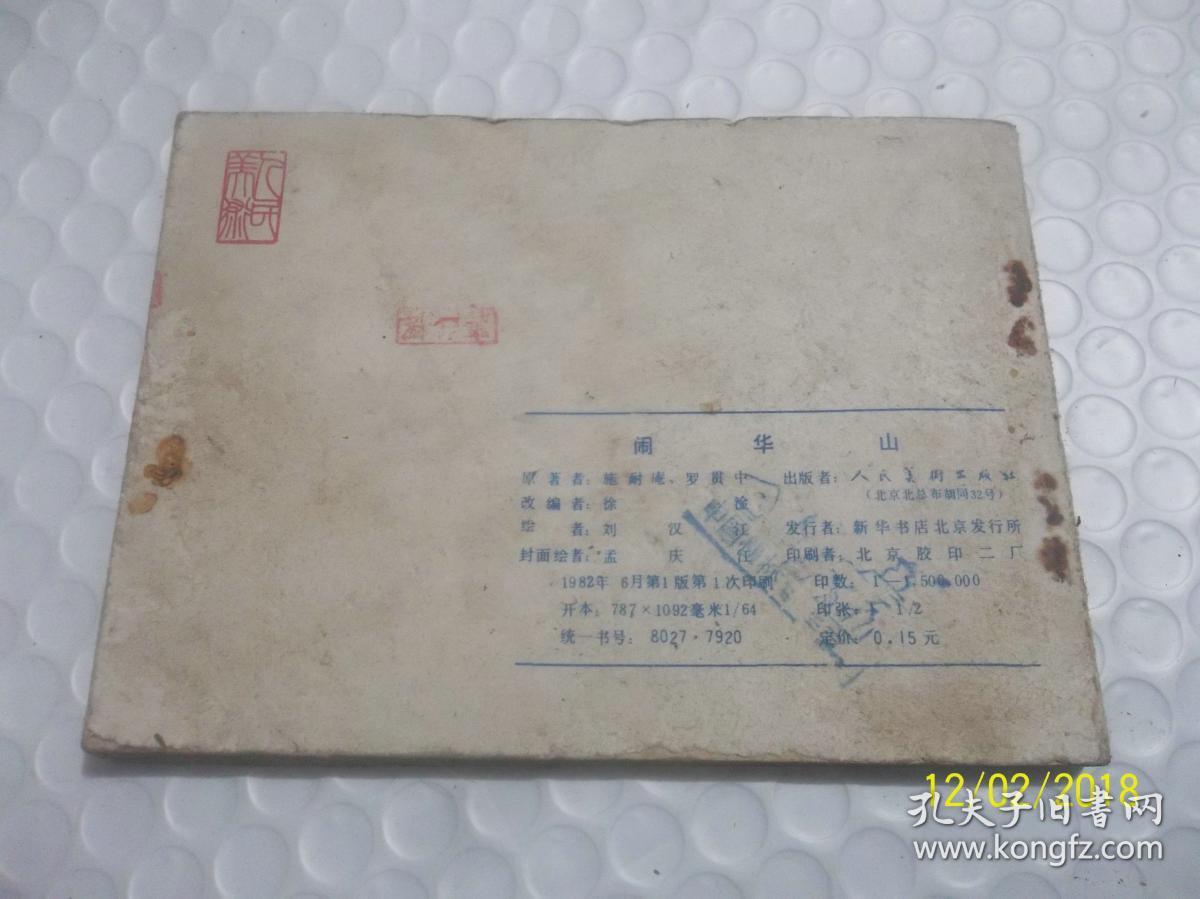 人民美术
闹 华 山
原著者：施耐庵、罗贯中 出版者：人民美術出版社
（北京北总布胡同32号）
改编者：徐 淦
绘 者：刘 汉 江 发行者：新华书店北京发行所
封面绘者：孟 庆 江 印刷者：北京胶印二厂
1982年 6月第1版第1次印刷 印数：1—1,500,000
开本：787×1092毫米1/64 印张：1 1/2
统一书号：8027·7920 定价：0.15元
12/02/2018
孔夫子旧書网
www.kongfz.com